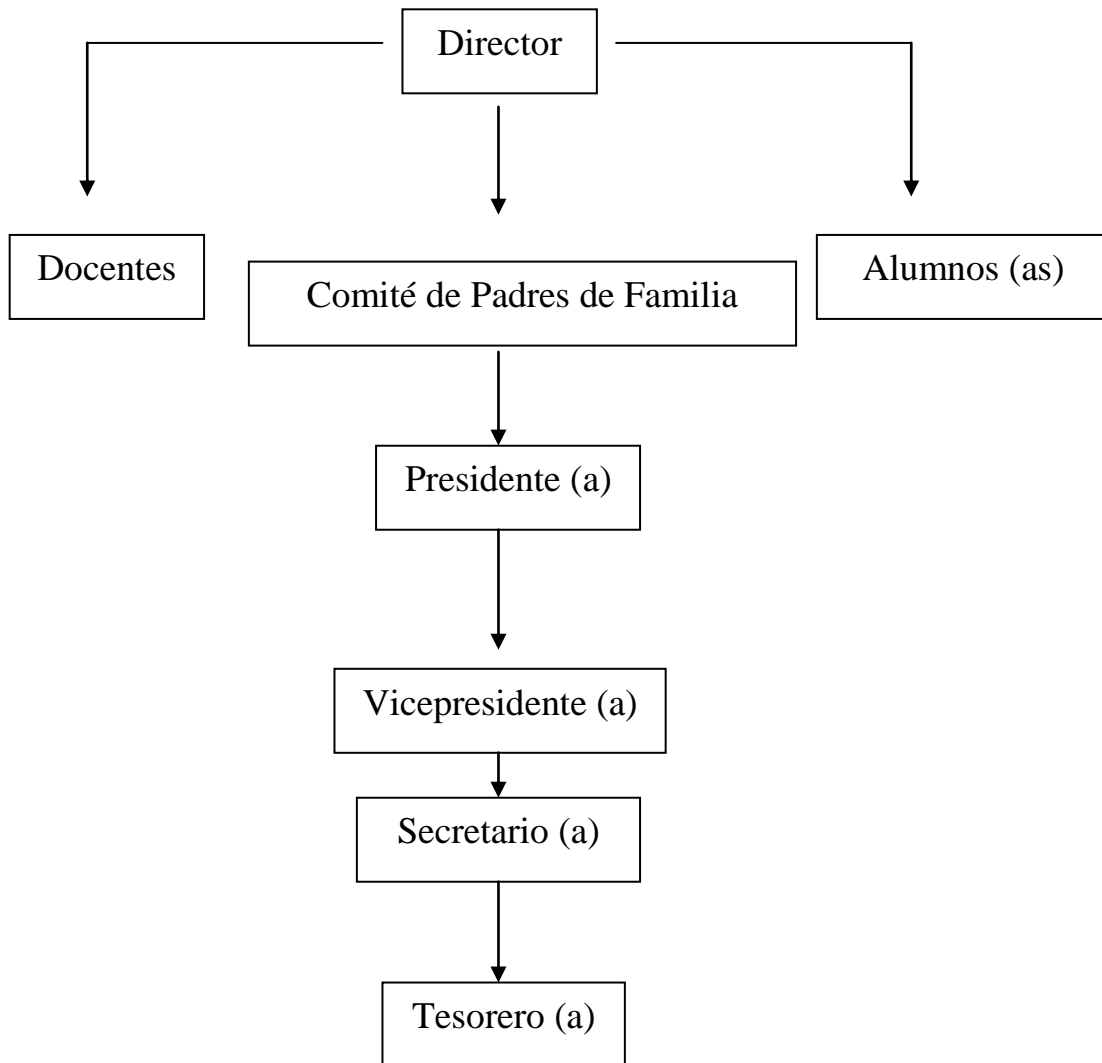 Director
Docentes
Comité de Padres de Familia
Alumnos (as)
Presidente (a)
Vicepresidente (a)
Secretario (a)
Tesorero (a)